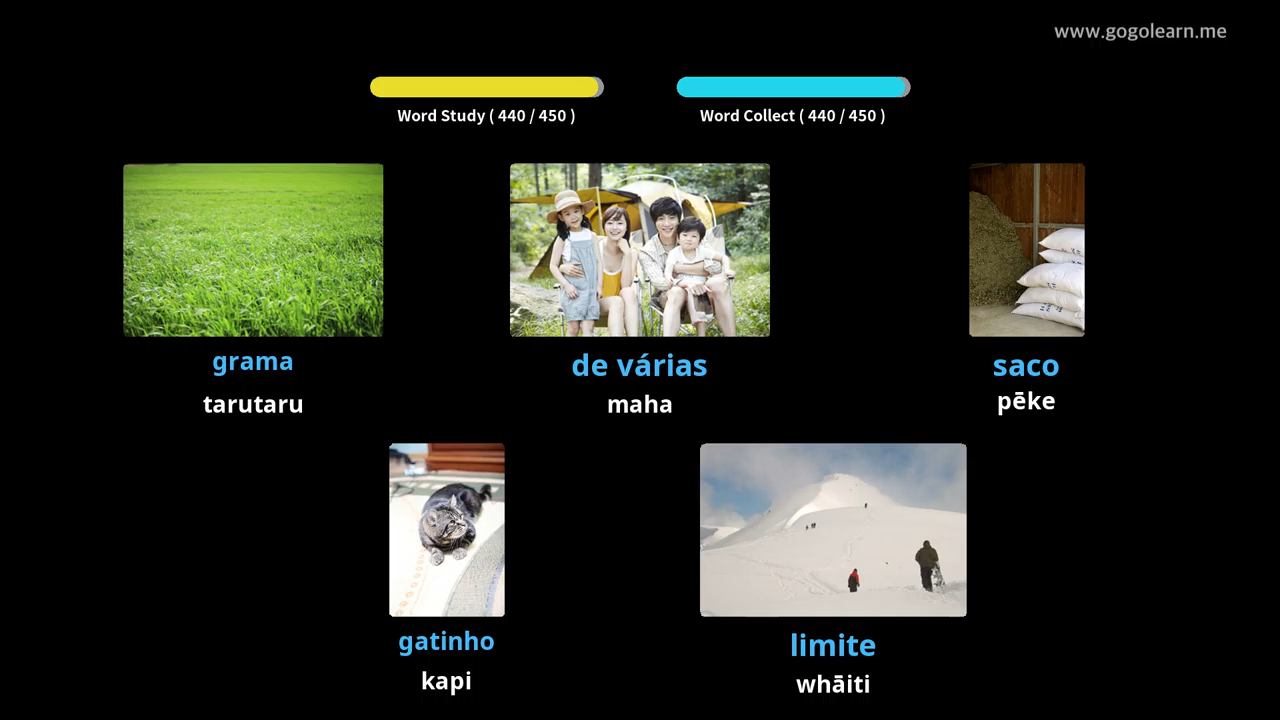 www.gogolearn.me
Word Study ( 440 / 450 )
Word Collect ( 440 / 450 )
grama
tarutaru
de várias
maha
saco
pēke
gatinho
kapi
limite
whāiti